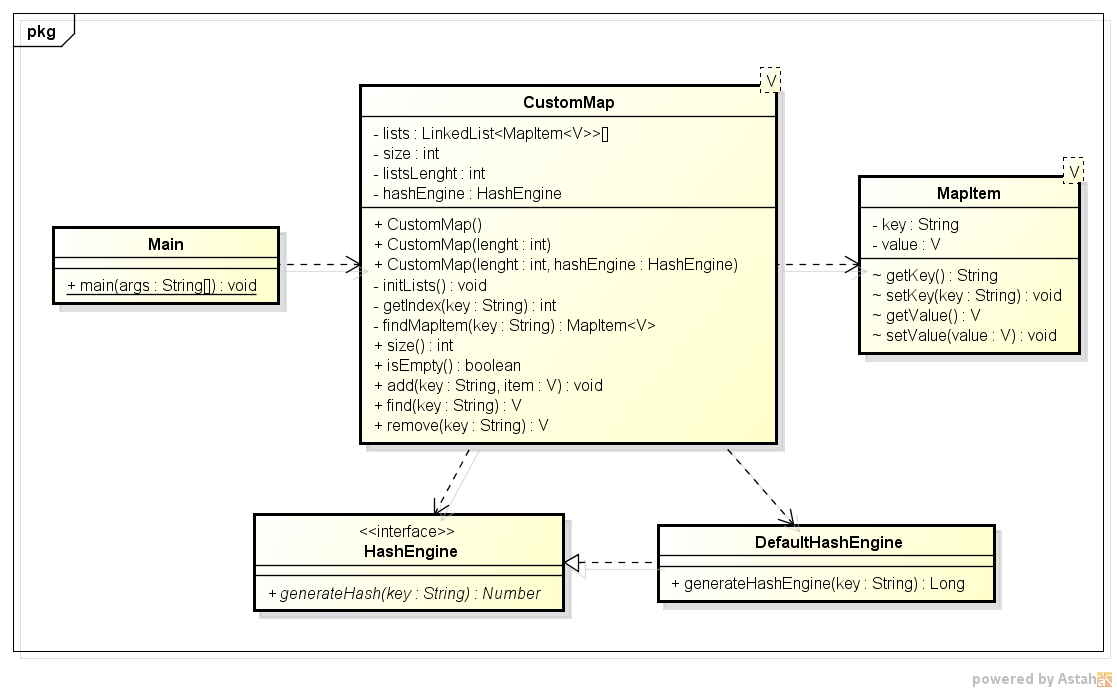 pkg
V
CustomMap
- lists : LinkedList<MapItem<V>>[]
- size : int
- listsLenght : int
- hashEngine : HashEngine
+ CustomMap()
+ CustomMap(lenght : int)
+ CustomMap(lenght : int, hashEngine : HashEngine)
- initLists() : void
- getIndex(key : String) : int
- findMapItem(key : String) : MapItem<V>
+ size() : int
+ isEmpty() : boolean
+ add(key : String, item : V) : void
+ find(key : String) : V
+ remove(key : String) : V
Main
+ main(args : String[]) : void
V
MapItem
- key : String
- value : V
~ getKey() : String
~ setKey(key : String) : void
~ getValue() : V
~ setValue(value : V) : void
<<interface>>
HashEngine
+ generateHash(key : String) : Number
DefaultHashEngine
+ generateHashEngine(key : String) : Long
powered by Astah